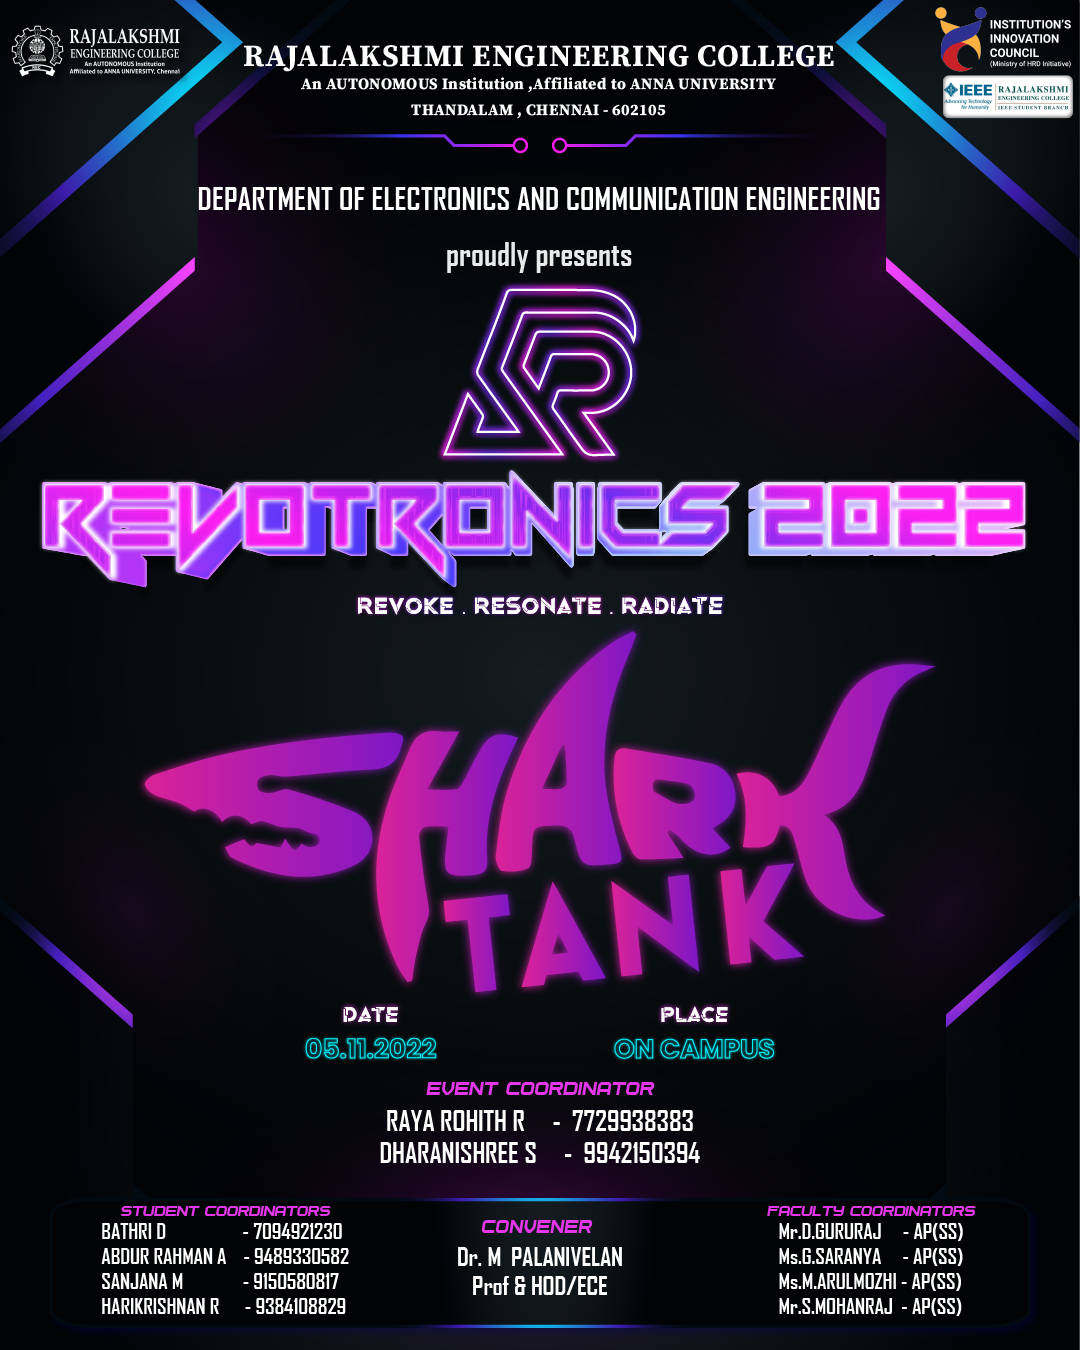 RAJALAKSHMI
ENGINEERING COLLEGE
An AUTONOMOUS Institution
Affiliated to ANNA UNIVERSITY, Chennai
RAJALAKSHMI ENGINEERING COLLEGE
An AUTONOMOUS Institution ,Affiliated to ANNA UNIVERSITY
THANDALAM , CHENNAI - 602105
INSTITUTION'S
INNOVATION
COUNCIL
(Ministry of HRD Initiative)
IEEE
Advancing Technology
for Humanity
RAJALAKSHMI
ENGINEERING COLLEGE
IEEE STUDENT BRANCH
DEPARTMENT OF ELECTRONICS AND COMMUNICATION ENGINEERING
proudly presents
REVOTRONICS 2022
REVOKE . RESONATE . RADIATE
SHARK
TANK
DATE
05.11.2022
PLACE
ON CAMPUS
EVENT COORDINATOR
RAYA ROHITH R - 7729938383
DHARANISHREE S - 9942150394
STUDENT COORDINATORS
BATHRI D - 7094921230
ABDUR RAHMAN A - 9489330582
SANJANA M - 9150580817
HARIKRISHNAN R - 9384108829
CONVENER
Dr. M PALANIVELAN
Prof & HOD/ECE
FACULTY COORDINATORS
Mr.D.GURURAJ - AP(SS)
Ms.G.SARANYA - AP(SS)
Ms.M.ARULMOZHI - AP(SS)
Mr.S.MOHANRAJ - AP(SS)